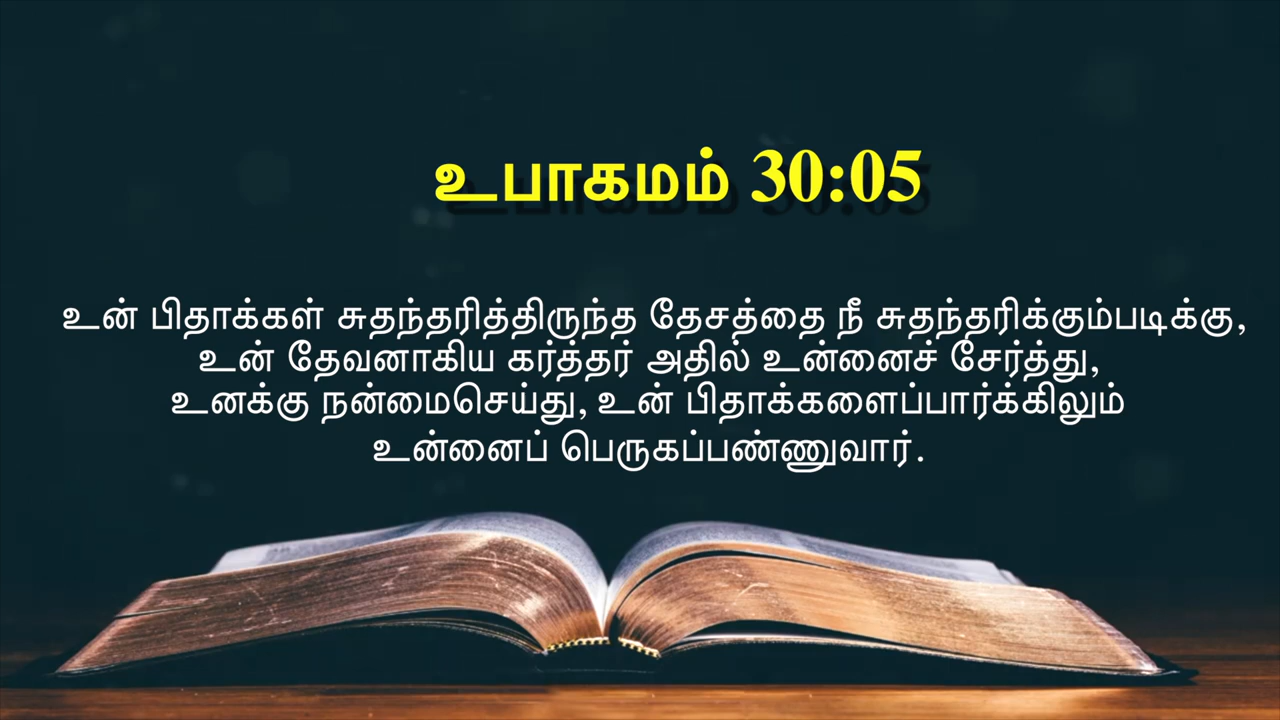 உபாகமம் 30:05
உன் பிதாக்கள் சுதந்தரித்திருந்த தேசத்தை நீ சுதந்தரிக்கும்படிக்கு,
உன் தேவனாகிய கர்த்தர் அதில் உன்னைச் சேர்த்து,
உனக்கு நன்மைசெய்து, உன் பிதாக்களைப்பார்க்கிலும்
உன்னைப் பெருகப்பண்ணுவார்.